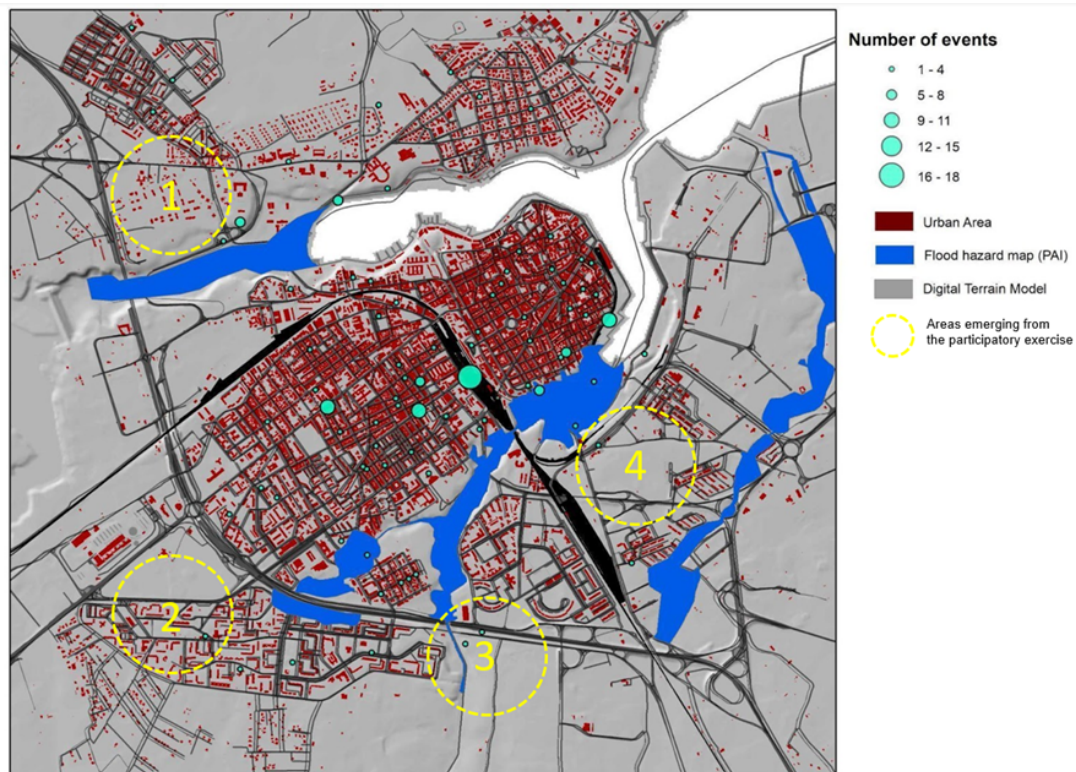 Number of events
1 - 4
5 - 8
9 - 11
12 - 15
16 - 18
Urban Area
Flood hazard map (PAI)
Digital Terrain Model
Areas emerging from
the participatory exercise
1
2
3
4